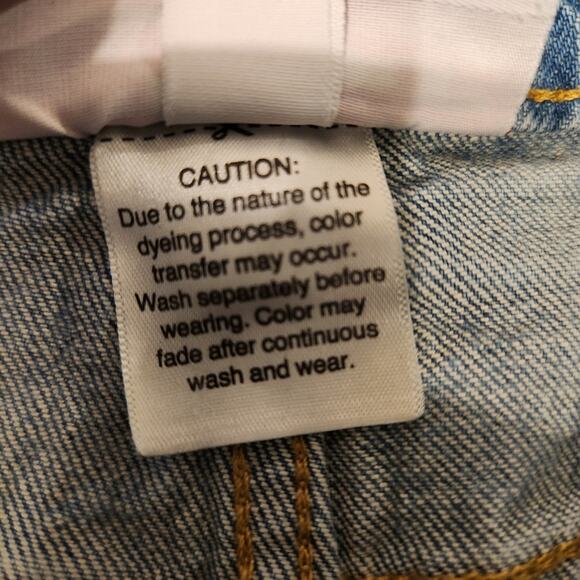 CAUTION:
Due to the nature of the
dyeing process, color
transfer may occur.
Wash separately before
wearing. Color may
fade after continuous
wash and wear.